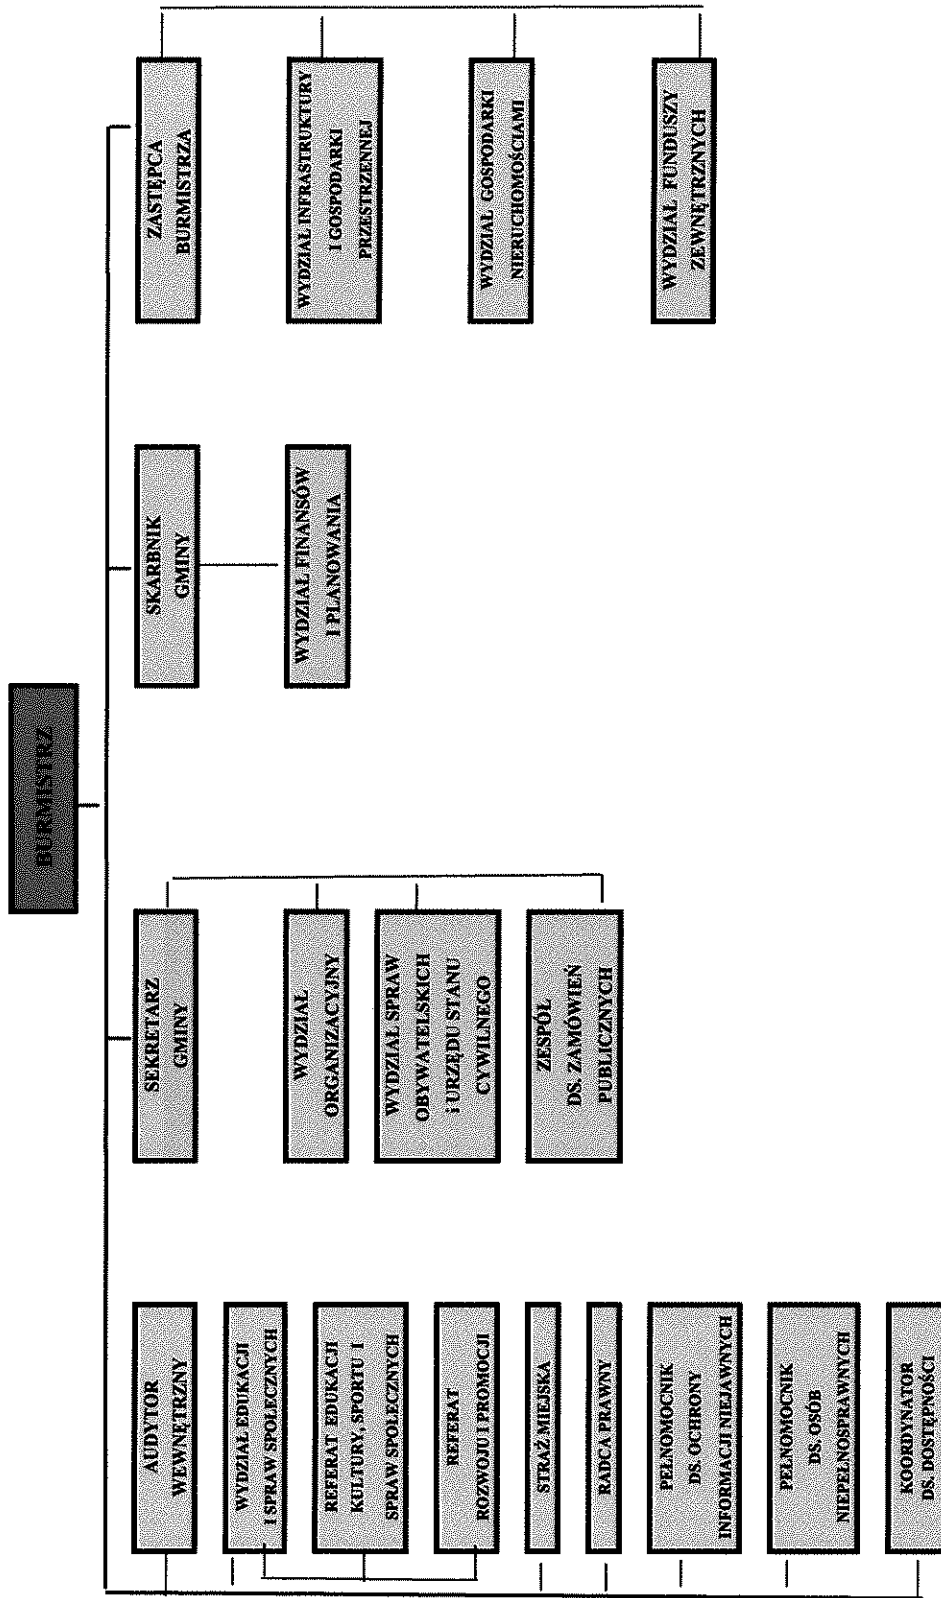 BURMISTRZ
AUDYTOR
WEWNĘTRZNY
WYDZIAŁ EDUKACJI
I SPRAW SPOŁECZNYCH
REFERAT EDUKACJI
KULTURY, SPORTU I
SPRAW SPOŁECZNYCH
REFERAT
ROZWOJU I PROMOCJI
STRAŻ MIEJSKA
RADCA PRAWNY
PEŁNOMOCNIK
DS. OCHRONY
INFORMACJI NIEJAWNYCH
PEŁNOMOCNIK
DS. OSÓB
NIEPEŁNOSPRAWNYCH
KOORDYNATOR
DS. DOSTĘPNOŚCI
SEKRETARZ
GMINY
WYDZIAŁ
ORGANIZACYJNY
WYDZIAŁ SPRAW
OBYWATELSKICH
i URZĘDU STANU
CYWILNEGO
ZESPÓŁ
DS. ZAMÓWIEŃ
PUBLICZNYCH
SKARBNIK
GMINY
WYDZIAŁ FINANSÓW
I PLANOWANIA
ZASTĘPCA
BURMISTRZA
WYDZIAŁ INFRASTRUKTURY
I GOSPODARKI
PRZESTRZENNEJ
WYDZIAŁ GOSPODARKI
NIERUCHOMOŚCIAMI
WYDZIAŁ FUNDUSZY
ZEWNĘTRZNYCH